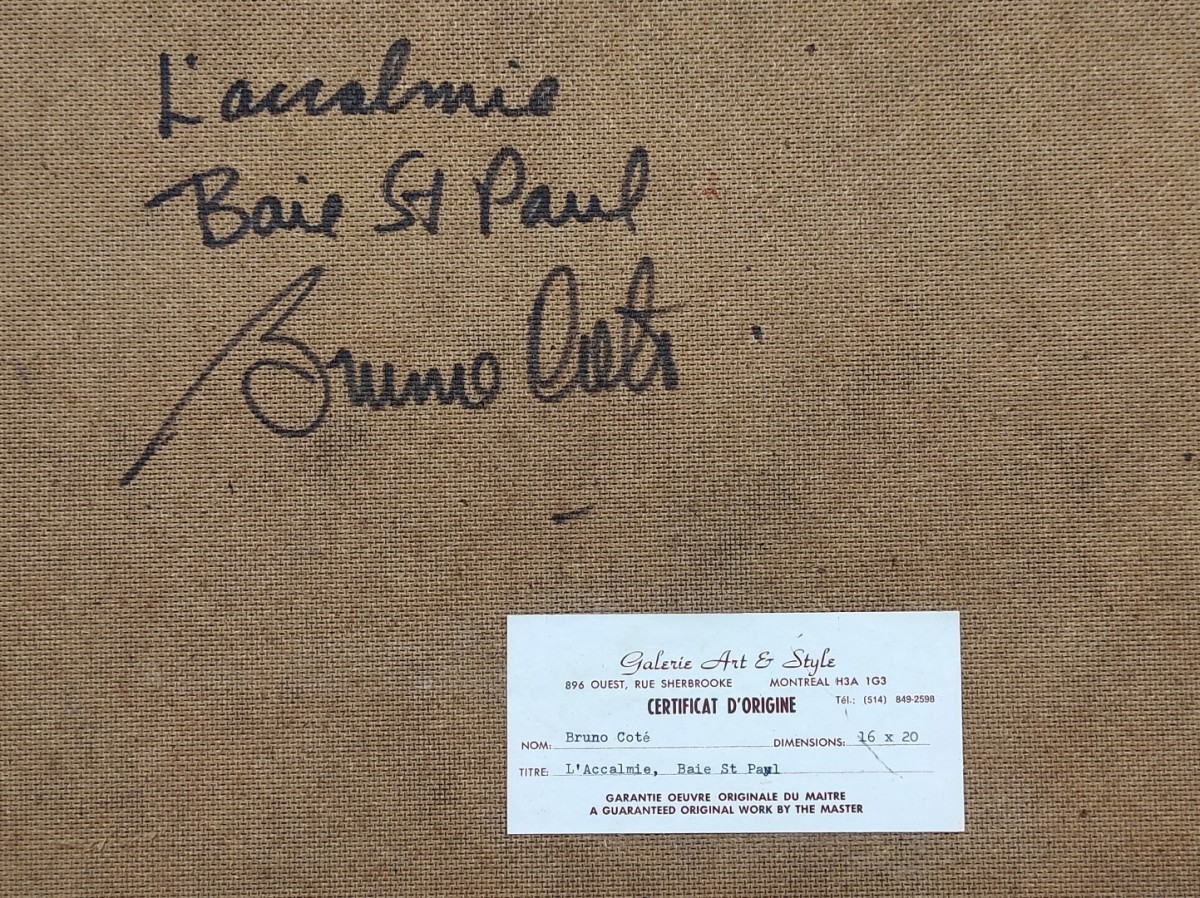 L'accalmie
Baie St Paul
Bruno Coté
Galerie Art & Style
896 OUEST, RUE SHERBROOKE MONTREAL H3A 1G3
CERTIFICAT D'ORIGINE Tél.: (514) 849-2598
NOM: Bruno Coté DIMENSIONS: 16 x 20
TITRE: L'Accalmie, Baie St Paul
GARANTIE OEUVRE ORIGINALE DU MAITRE
A GUARANTEED ORIGINAL WORK BY THE MASTER